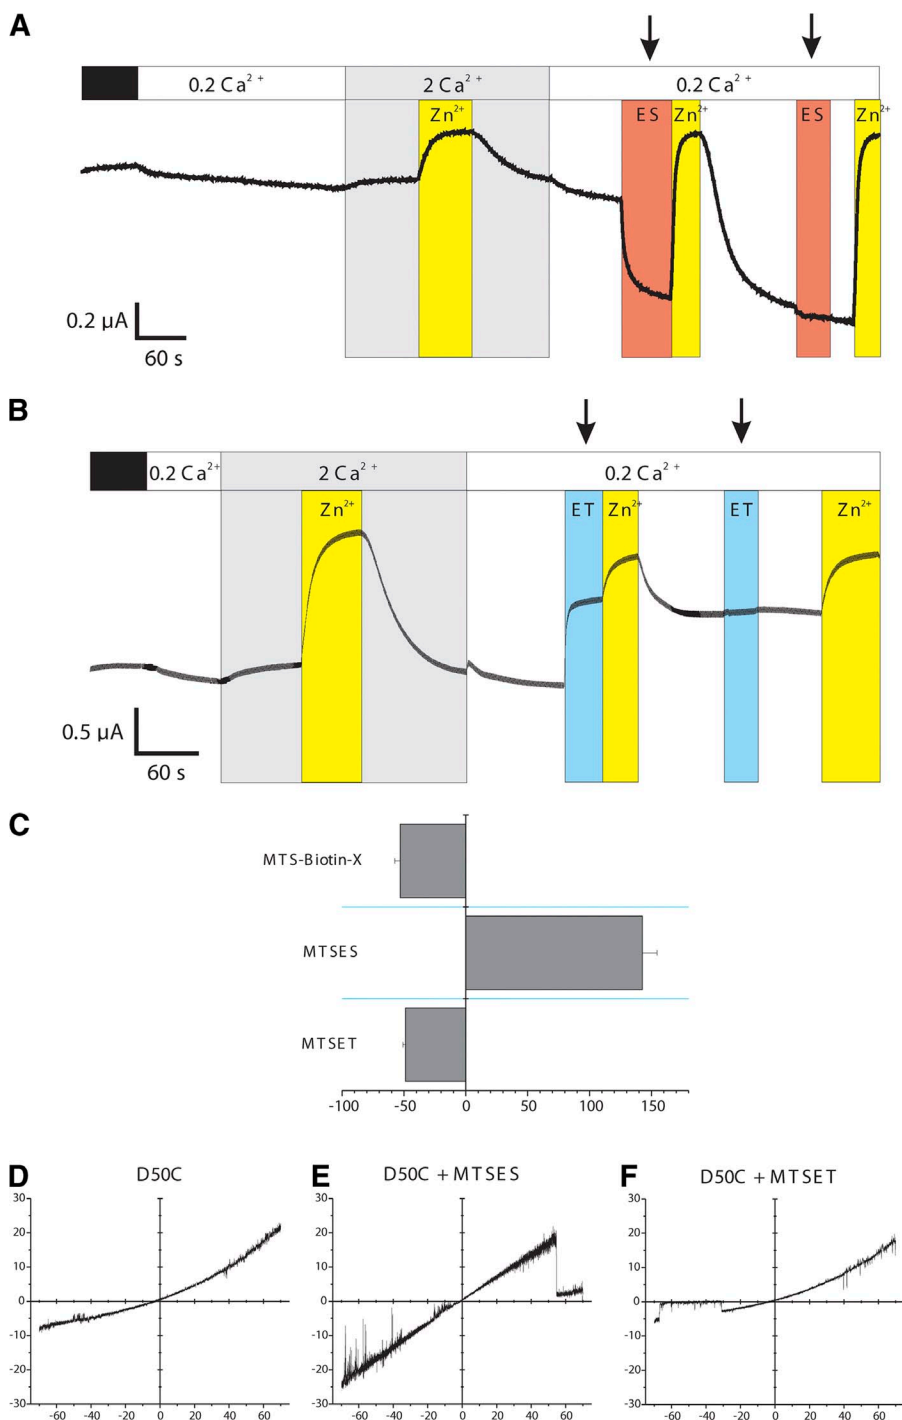 A
0.2 Ca2+ 2 Ca2+ 0.2 Ca2+
Zn2+ ES Zn2+ ES Zn2+
0.2 μA
60 s
B
0.2 Ca2+ 2 Ca2+ 0.2 Ca2+
Zn2+ ET Zn2+ ET Zn2+
0.5 μA
60 s
C
MTS-Biotin-X
MTSES
MTSET
-100 -50 0 50 100 150
D D50C E D50C + MTSES F D50C + MTSET
30 30 30
20 20 20
10 10 10
0 0 0
-10 -10 -10
-20 -20 -20
-30 -30 -30
-60 -40 -20 0 20 40 60 -60 -40 -20 0 20 40 60 -60 -40 -20 0 20 40 60